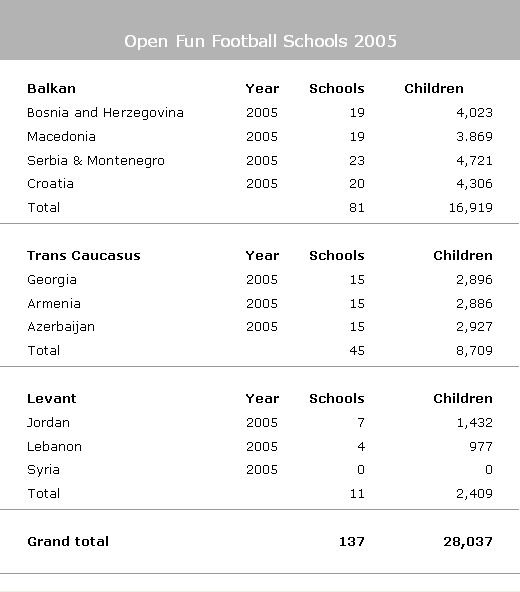 Open Fun Football Schools 2005
Balkan Year Schools Children
Bosnia and Herzegovina 2005 19 4,023
Macedonia 2005 19 3.869
Serbia & Montenegro 2005 23 4,721
Croatia 2005 20 4,306
Total 81 16,919
Trans Caucasus Year Schools Children
Georgia 2005 15 2,896
Armenia 2005 15 2,886
Azerbaijan 2005 15 2,927
Total 45 8,709
Levant Year Schools Children
Jordan 2005 7 1,432
Lebanon 2005 4 977
Syria 2005 0 0
Total 11 2,409
Grand total 137 28,037